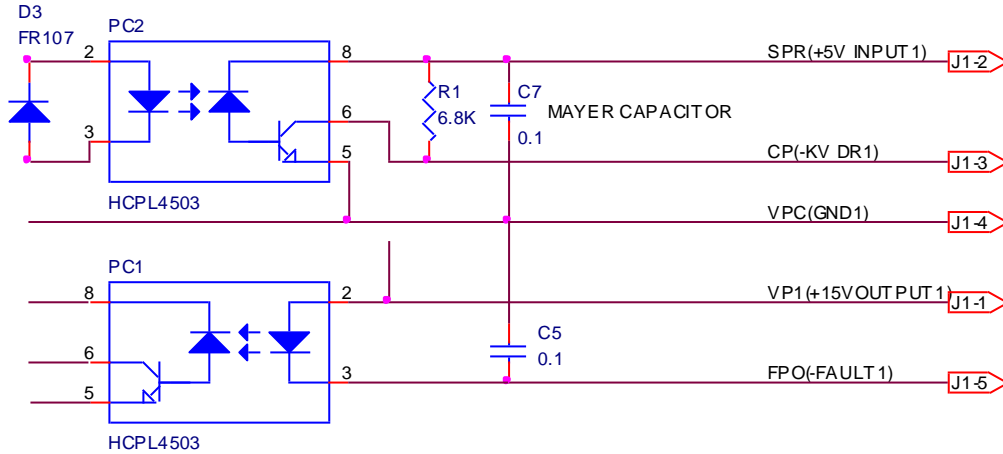 D3
FR107
PC2
2
3
8
6
5
HCPL4503
R1
6.8K
C7
0.1
MAYER CAPACITOR
SPR(+5V INPUT1)
J1-2
CP(-KV DR1)
J1-3
VPC(GND1)
J1-4
PC1
8
6
5
2
3
HCPL4503
C5
0.1
VP1(+15VOUTPUT1)
J1-1
FPO(-FAULT1)
J1-5